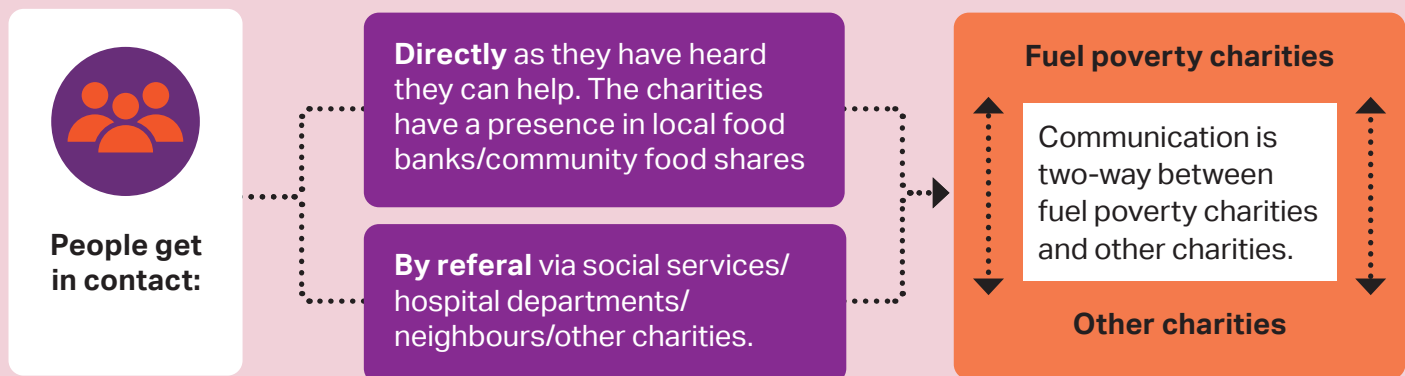 People get
in contact:
Directly as they have heard
they can help. The charities
have a presence in local food
banks/community food shares
By referal via social services/
hospital departments/
neighbours/other charities.
Fuel poverty charities
Communication is
two-way between
fuel poverty charities
and other charities.
Other charities